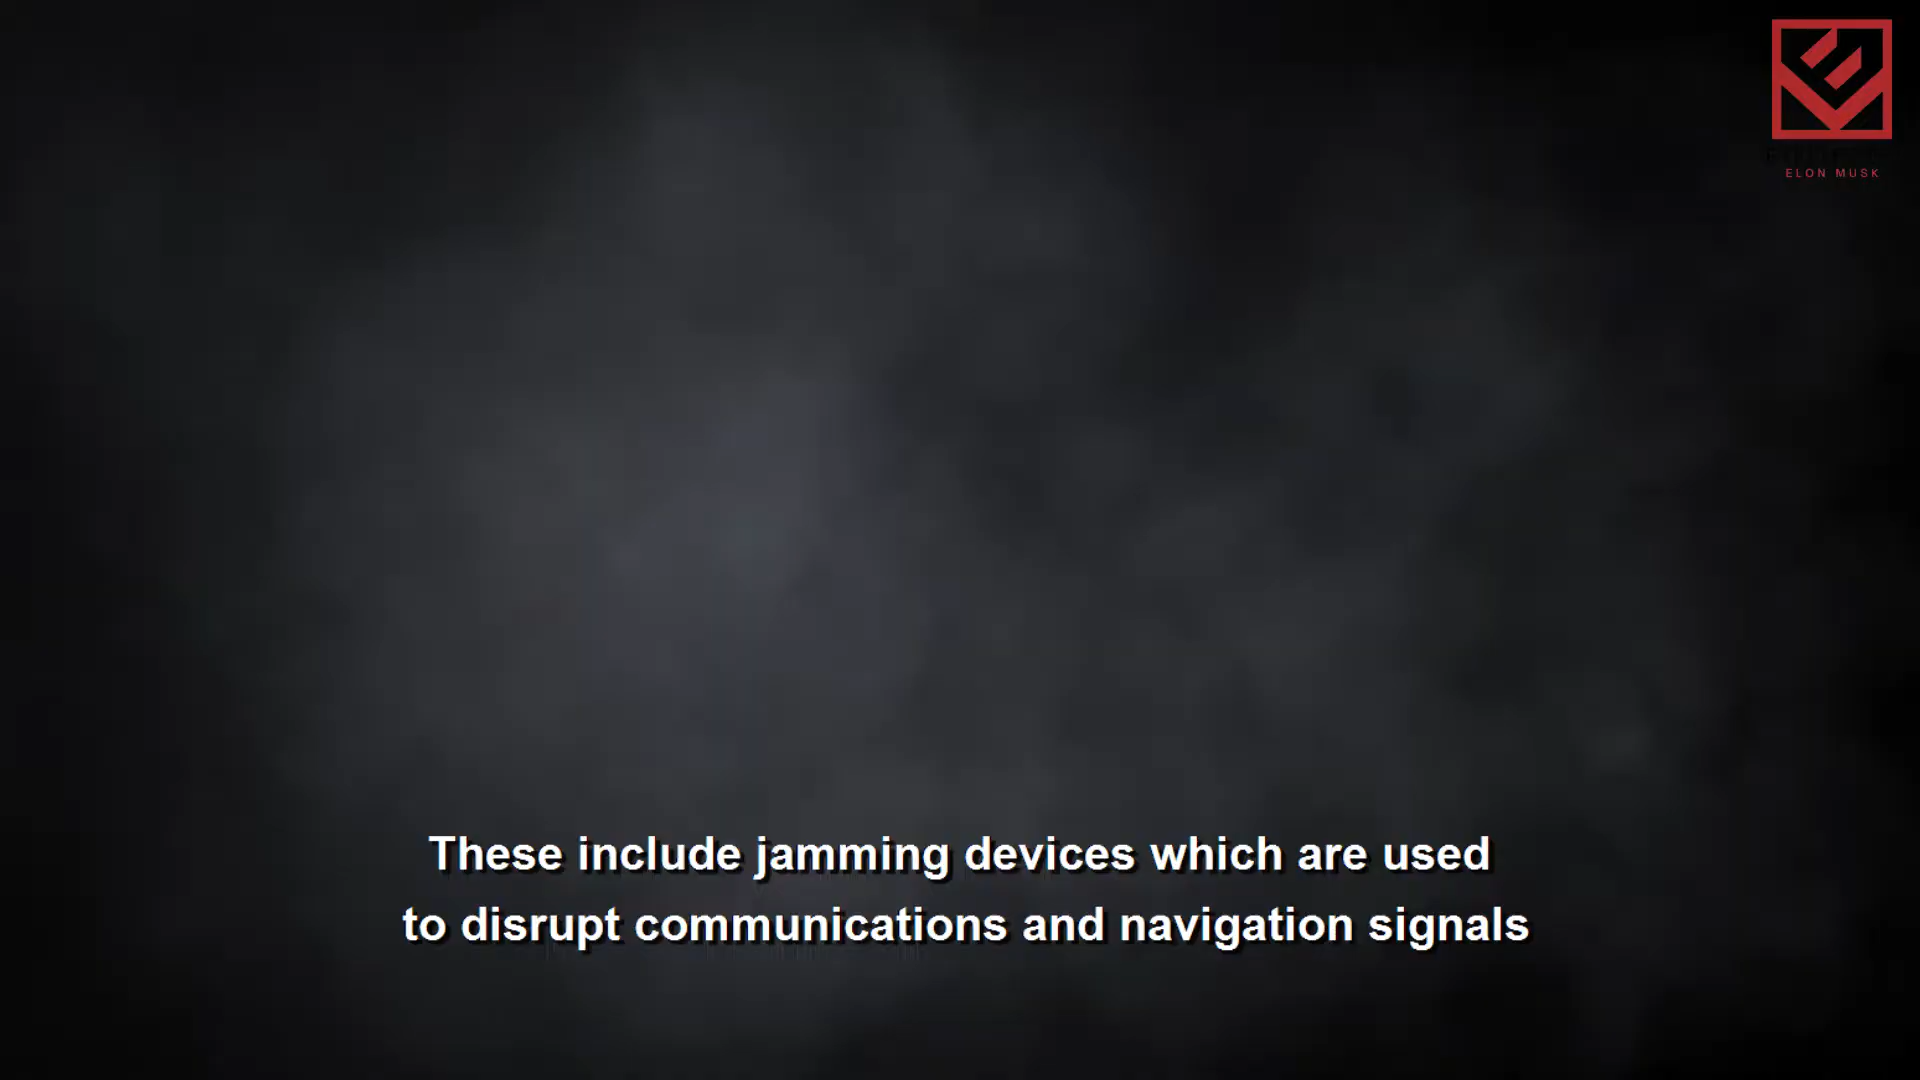 ELON MUSK
These include jamming devices which are used
to disrupt communications and navigation signals